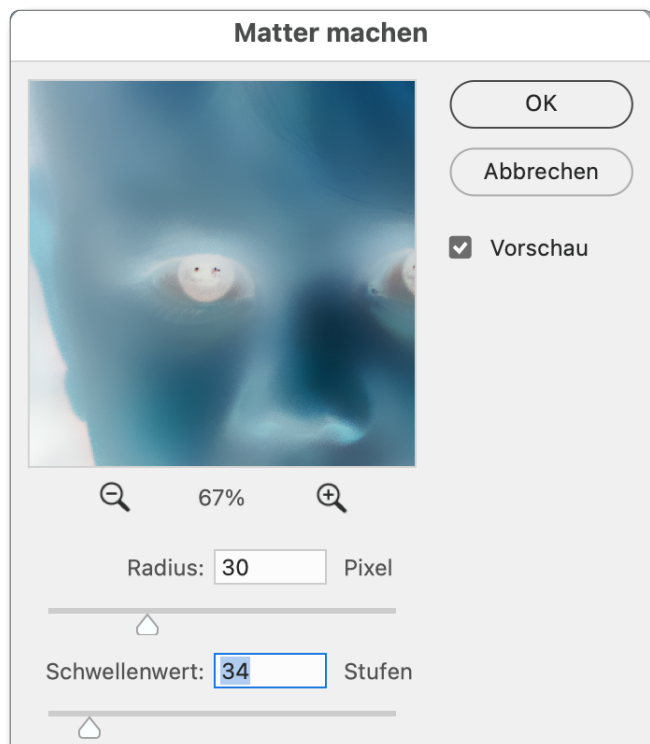 Matter machen
OK
Abbrechen
Vorschau
67%
Radius: 30 Pixel
Schwellenwert: 34 Stufen